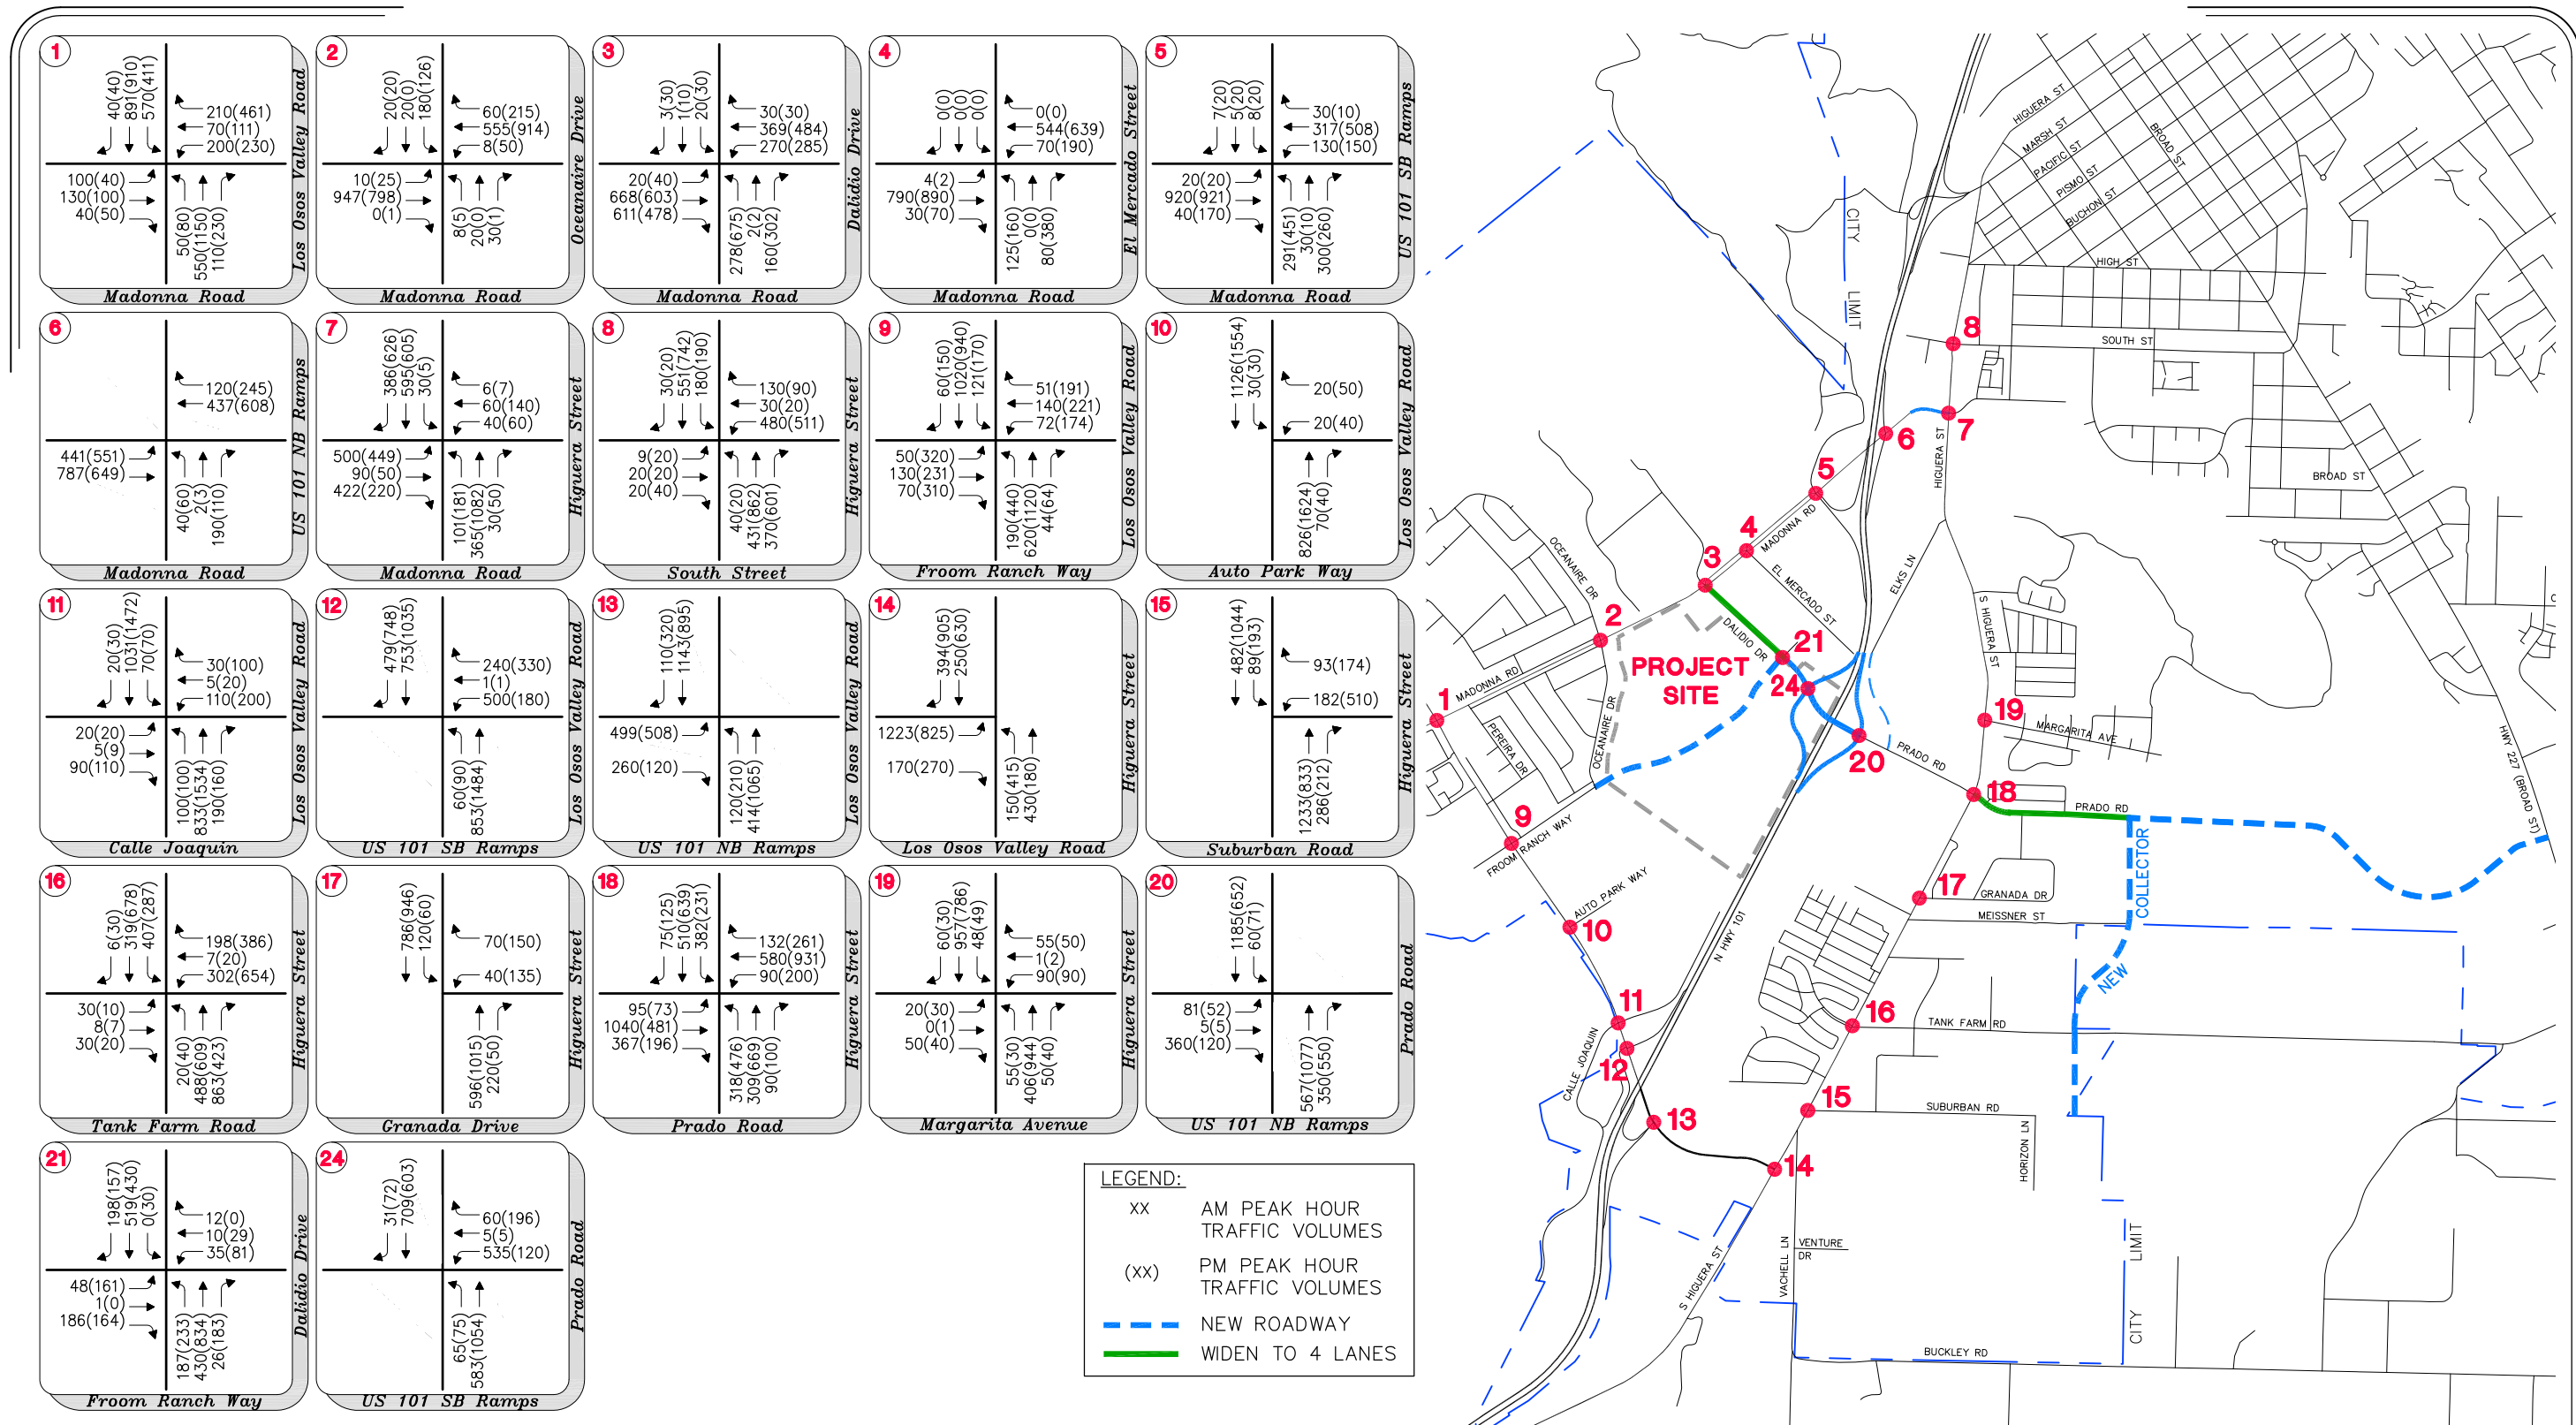 1
40(40)
891(910)
570(411)
210(461)
70(111)
200(230)
100(40)
130(100)
40(50)
50(80)
550(1150)
110(230)
Los Osos Valley Road
Madonna Road
2
20(20)
20(0)
180(126)
60(215)
555(914)
8(50)
10(25)
947(798)
0(1)
8(5)
20(0)
30(1)
Oceanaire Drive
Madonna Road
3
3(30)
1(10)
20(30)
30(30)
369(484)
270(285)
20(40)
668(603)
611(478)
278(675)
2(2)
160(302)
Dalidio Drive
Madonna Road
4
0(0)
0(0)
0(0)
0(0)
544(639)
70(190)
4(2)
790(890)
30(70)
125(160)
0(0)
80(380)
El Mercado Street
Madonna Road
5
7(20)
5(20)
8(20)
30(10)
317(508)
130(150)
20(20)
920(921)
40(170)
291(451)
30(10)
300(260)
US 101 SB Ramps
Madonna Road
6
120(245)
437(608)
441(551)
787(649)
40(60)
2(3)
190(110)
US 101 NB Ramps
Madonna Road
7
386(626)
595(605)
30(5)
6(7)
60(140)
40(60)
500(449)
90(50)
422(220)
101(181)
365(1082)
30(50)
Higuera Street
Madonna Road
8
30(20)
551(742)
180(190)
130(90)
30(20)
480(511)
9(20)
20(20)
20(40)
40(20)
431(862)
370(601)
Higuera Street
South Street
9
60(150)
1020(940)
121(170)
51(191)
140(221)
72(174)
50(320)
130(231)
70(310)
190(440)
620(1120)
44(64)
Los Osos Valley Road
Froom Ranch Way
10
1126(1554)
30(30)
20(50)
20(40)
826(1624)
70(40)
Los Osos Valley Road
Auto Park Way
11
20(30)
1031(1472)
70(70)
30(100)
5(20)
110(200)
20(20)
5(9)
90(110)
100(100)
833(1534)
190(160)
Los Osos Valley Road
Calle Joaquin
12
479(748)
753(1035)
240(330)
1(1)
500(180)
60(90)
853(1484)
Los Osos Valley Road
US 101 SB Ramps
13
110(320)
1143(895)
499(508)
260(120)
120(210)
414(1065)
Los Osos Valley Road
US 101 NB Ramps
14
394(905)
250(630)
1223(825)
170(270)
150(415)
430(180)
Higuera Street
Los Osos Valley Road
15
482(1044)
89(193)
93(174)
182(510)
1233(833)
286(212)
Higuera Street
Suburban Road
16
6(30)
319(678)
407(287)
198(386)
7(20)
302(654)
30(10)
8(7)
30(20)
20(40)
488(609)
863(423)
Higuera Street
Tank Farm Road
17
786(946)
120(60)
70(150)
40(135)
596(1015)
220(50)
Higuera Street
Granada Drive
18
75(125)
510(639)
382(231)
132(261)
580(931)
90(200)
95(73)
1040(481)
367(196)
318(476)
309(669)
90(100)
Higuera Street
Prado Road
19
60(30)
957(786)
48(49)
55(50)
1(2)
90(90)
20(30)
0(1)
50(40)
55(30)
406(944)
50(40)
Higuera Street
Margarita Avenue
20
1185(652)
60(71)
81(52)
5(5)
360(120)
567(1077)
350(550)
Prado Road
US 101 NB Ramps
21
198(157)
519(430)
0(30)
12(0)
10(29)
35(81)
48(161)
1(0)
186(164)
187(233)
430(834)
26(183)
Dalidio Drive
Froom Ranch Way
24
31(72)
709(603)
60(196)
5(5)
535(120)
65(75)
583(1054)
Prado Road
US 101 SB Ramps
LEGEND:
XX AM PEAK HOUR
TRAFFIC VOLUMES
(XX) PM PEAK HOUR
TRAFFIC VOLUMES
NEW ROADWAY
WIDEN TO 4 LANES
HIGUERA ST
MARSH ST
PACIFIC ST
PISMO ST
BUCHON ST
BROAD ST
CITY LIMIT
HIGH ST
8
SOUTH ST
7
6
HIGUERA ST
BROAD ST
5
4
MADONNA RD
3
OCEANAIRE DR
EL MERCADO ST
ELKS LN
2
DALIDIO DR
21
S HIGUERA ST
PROJECT
SITE
24
1
MADONNA RD
PEREIRA DR
OCEANAIRE DR
19
MARGARITA AVE
20
PRADO RD
HWY 227 (BROAD ST)
18
PRADO RD
9
FROOM RANCH WAY
COLLECTOR
NEW
AUTO PARK WAY
17
GRANADA DR
MEISSNER ST
10
N HWY 101
11
16
TANK FARM RD
CALLE JOAQUIN
12
15
SUBURBAN RD
13
HORIZON LN
14
VACHELL LN
VENTURE
DR
S HIGUERA ST
CITY LIMIT
BUCKLEY RD